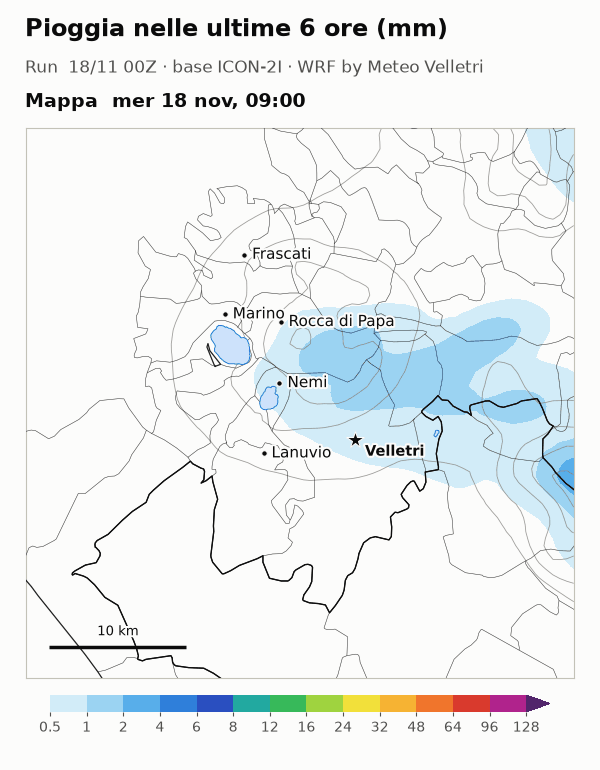 Pioggia nelle ultime 6 ore (mm)
Run  18/11 00Z · base ICON-2I · WRF by Meteo Velletri
Mappa  mer 18 nov, 09:00
Frascati
Marino
Rocca di Papa
Nemi
Velletri
Lanuvio
10 km
0.5 1 2 4 6 8 12 16 24 32 48 64 96 128